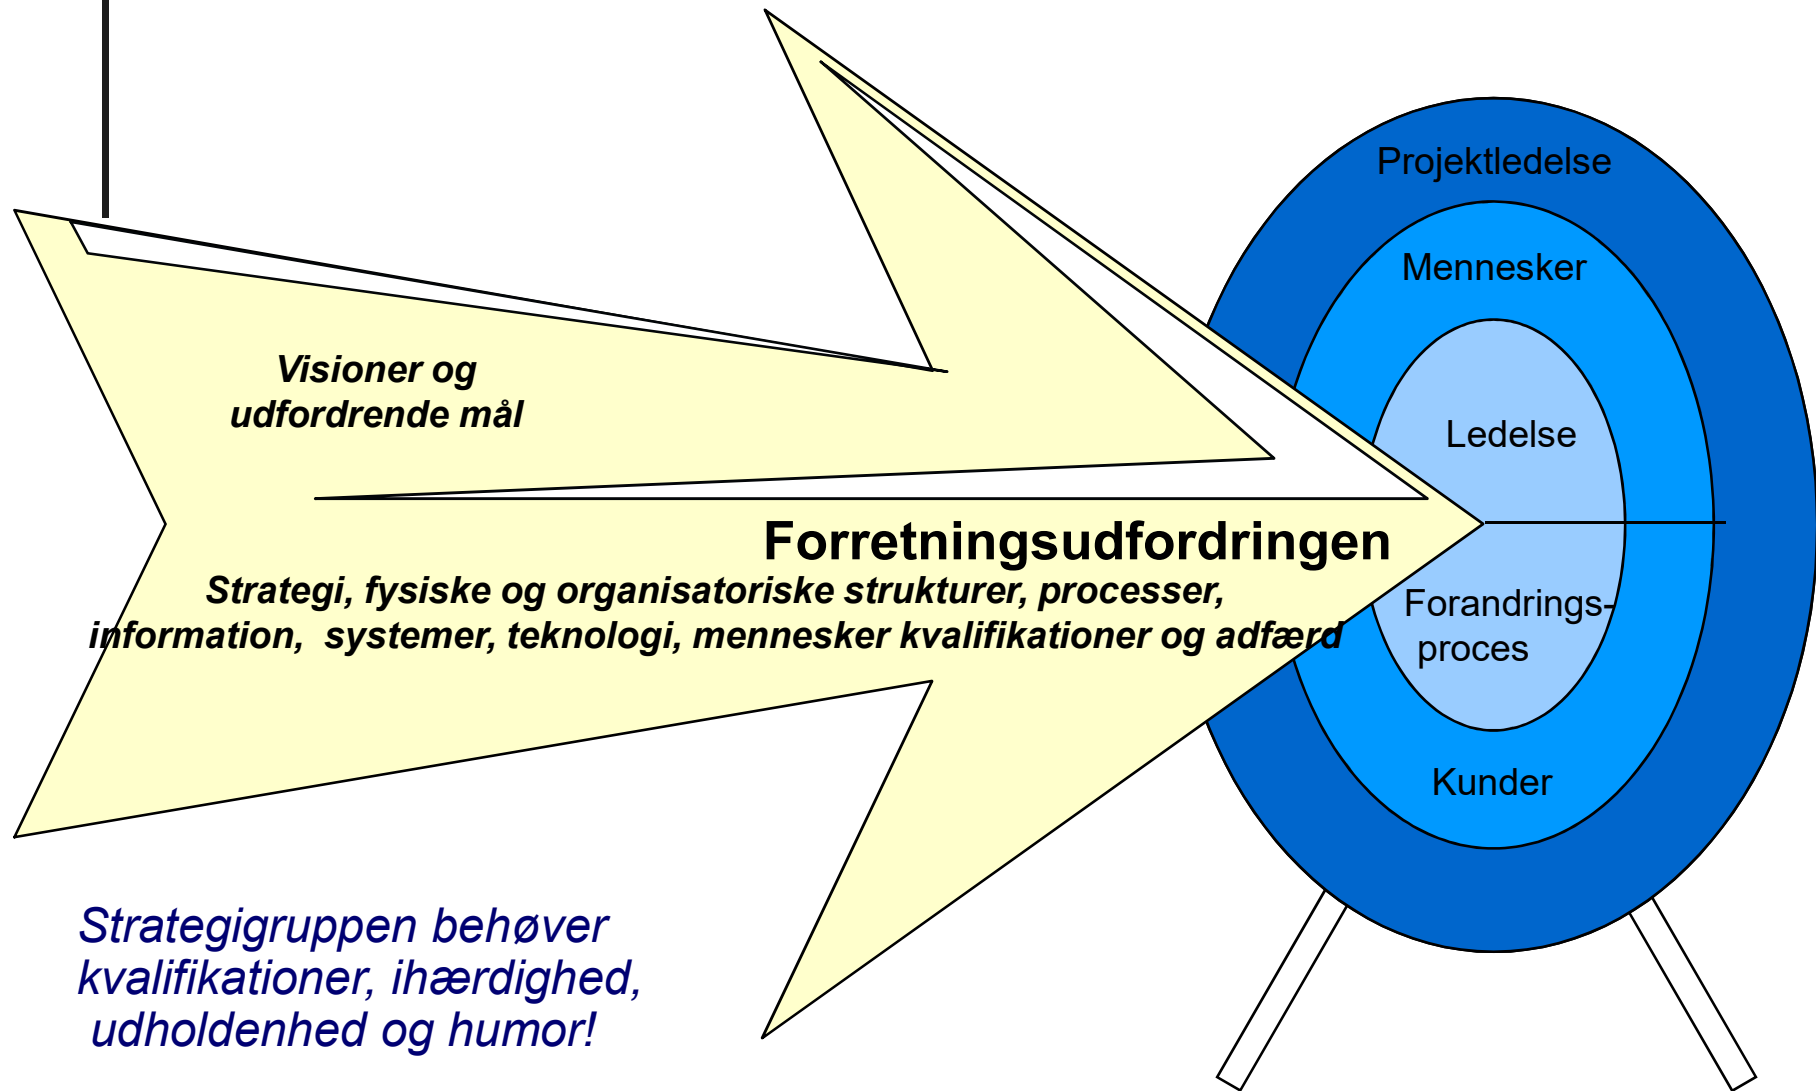 Visioner og
udfordrende mål
Forretningsudfordringen
Strategi, fysiske og organisatoriske strukturer, processer,
information,  systemer, teknologi, mennesker kvalifikationer og adfærd
Projektledelse
Mennesker
Ledelse
Forandrings-
proces
Kunder
Strategigruppen behøver
kvalifikationer, ihærdighed,
udholdenhed og humor!